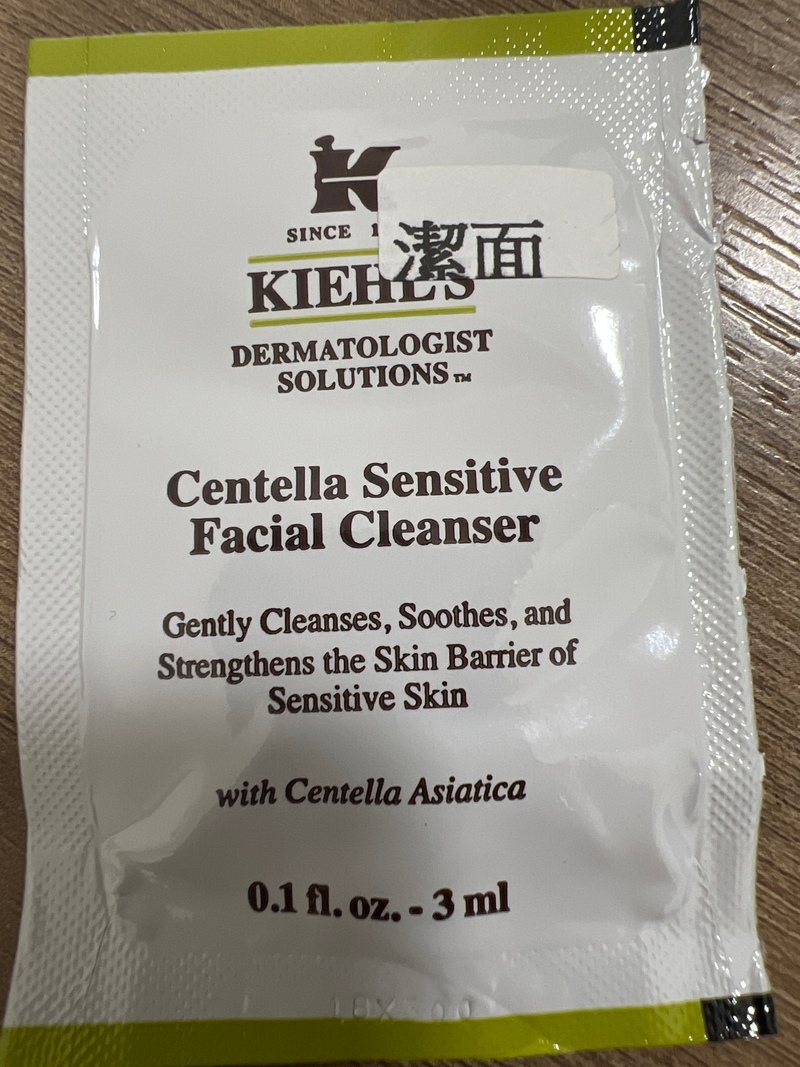 K
SINCE 1
潔面
KIEHL'S
DERMATOLOGIST
SOLUTIONS™
Centella Sensitive
Facial Cleanser
Gently Cleanses, Soothes, and
Strengthens the Skin Barrier of
Sensitive Skin
with Centella Asiatica
0.1 fl. oz. - 3 ml